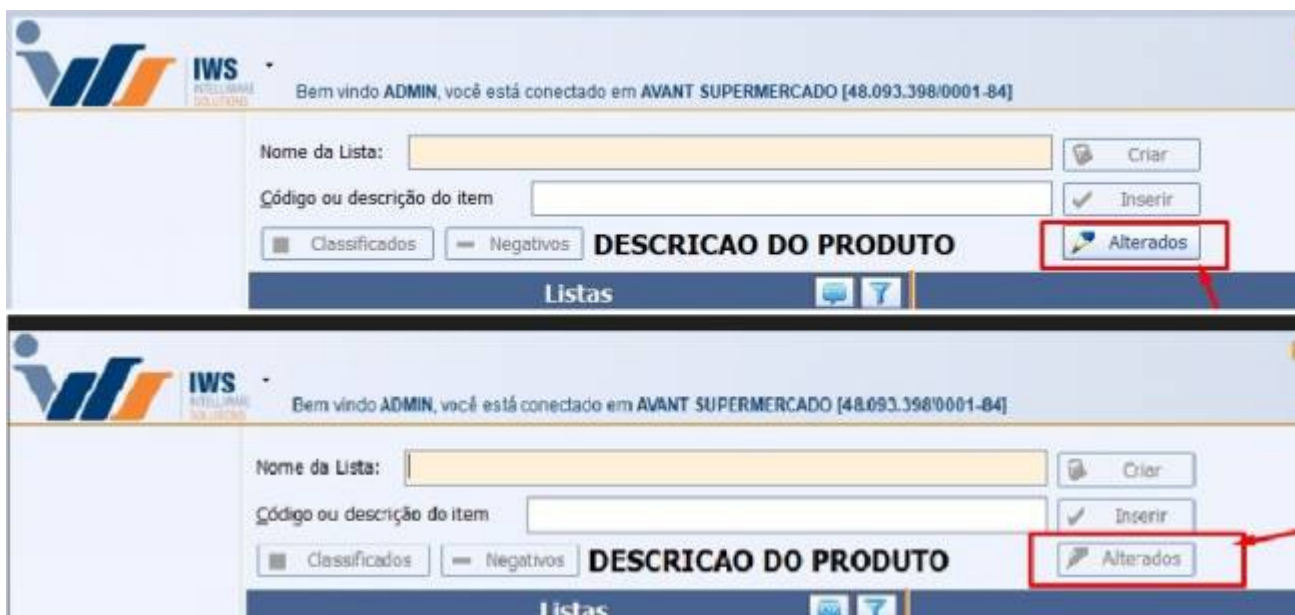 IWS
INTELLIWARE
SOLUTIONS
Bem vindo ADMIN, você está conectado em AVANT SUPERMERCADO [48.093.398/0001-84]
Nome da Lista:
Criar
Código ou descrição do item
Inserir
Classificados
Negativos
DESCRICAO DO PRODUTO
Alterados
Listas
IWS
INTELLIWARE
SOLUTIONS
Bem vindo ADMIN, você está conectado em AVANT SUPERMERCADO [48.093.398/0001-84]
Nome da Lista:
Criar
Código ou descrição do item
Inserir
Classificados
Negativos
DESCRICAO DO PRODUTO
Alterados
Listas